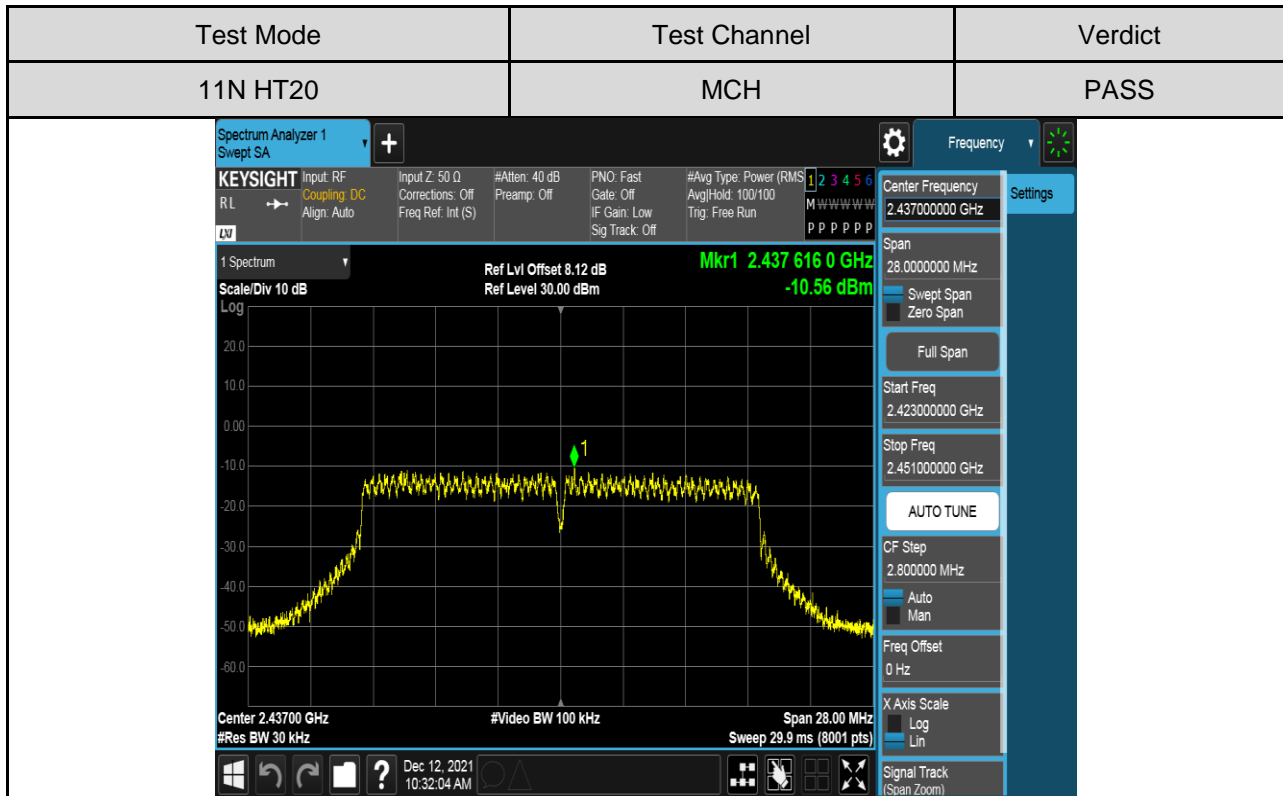 Test Mode Test Channel Verdict
11N HT20 MCH PASS
Spectrum Analyzer 1
Swept SA
+
Frequency
KEYSIGHT
RL
LXI
Input: RF
Coupling: DC
Align: Auto
Input Z: 50 Ω
Corrections: Off
Freq Ref: Int (S)
#Atten: 40 dB
Preamp: Off
PNO: Fast
Gate: Off
IF Gain: Low
Sig Track: Off
#Avg Type: Power (RMS
Avg|Hold: 100/100
Trig: Free Run
1 2 3 4 5 6
M W W W W W
P P P P P P
1 Spectrum
Scale/Div 10 dB
Log
Ref Lvl Offset 8.12 dB
Ref Level 30.00 dBm
Mkr1 2.437 616 0 GHz
-10.56 dBm
20.0
10.0
0.00
-10.0
-20.0
-30.0
-40.0
-50.0
-60.0
1
Center 2.43700 GHz
#Res BW 30 kHz
#Video BW 100 kHz
Span 28.00 MHz
Sweep 29.9 ms (8001 pts)
Center Frequency
2.437000000 GHz
Settings
Span
28.0000000 MHz
Swept Span
Zero Span
Full Span
Start Freq
2.423000000 GHz
Stop Freq
2.451000000 GHz
AUTO TUNE
CF Step
2.800000 MHz
Auto
Man
Freq Offset
0 Hz
X Axis Scale
Log
Lin
Signal Track
(Span Zoom)
?
Dec 12, 2021
10:32:04 AM